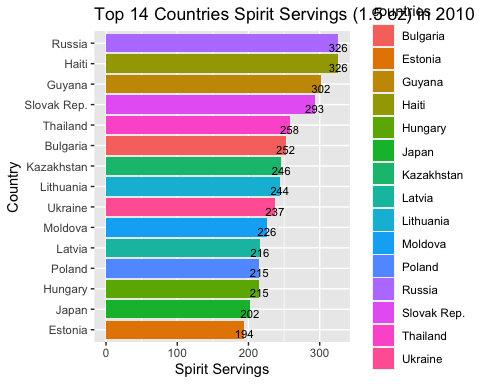 Top 14 Countries Spirit Servings (1.5 oz) in 2010
countries
Country
Russia 326
Haiti 326
Guyana 302
Slovak Rep. 293
Thailand 258
Bulgaria 252
Kazakhstan 246
Lithuania 244
Ukraine 237
Moldova 226
Latvia 216
Poland 215
Hungary 215
Japan 202
Estonia 194
0 100 200 300
Spirit Servings
Bulgaria
Estonia
Guyana
Haiti
Hungary
Japan
Kazakhstan
Latvia
Lithuania
Moldova
Poland
Russia
Slovak Rep.
Thailand
Ukraine